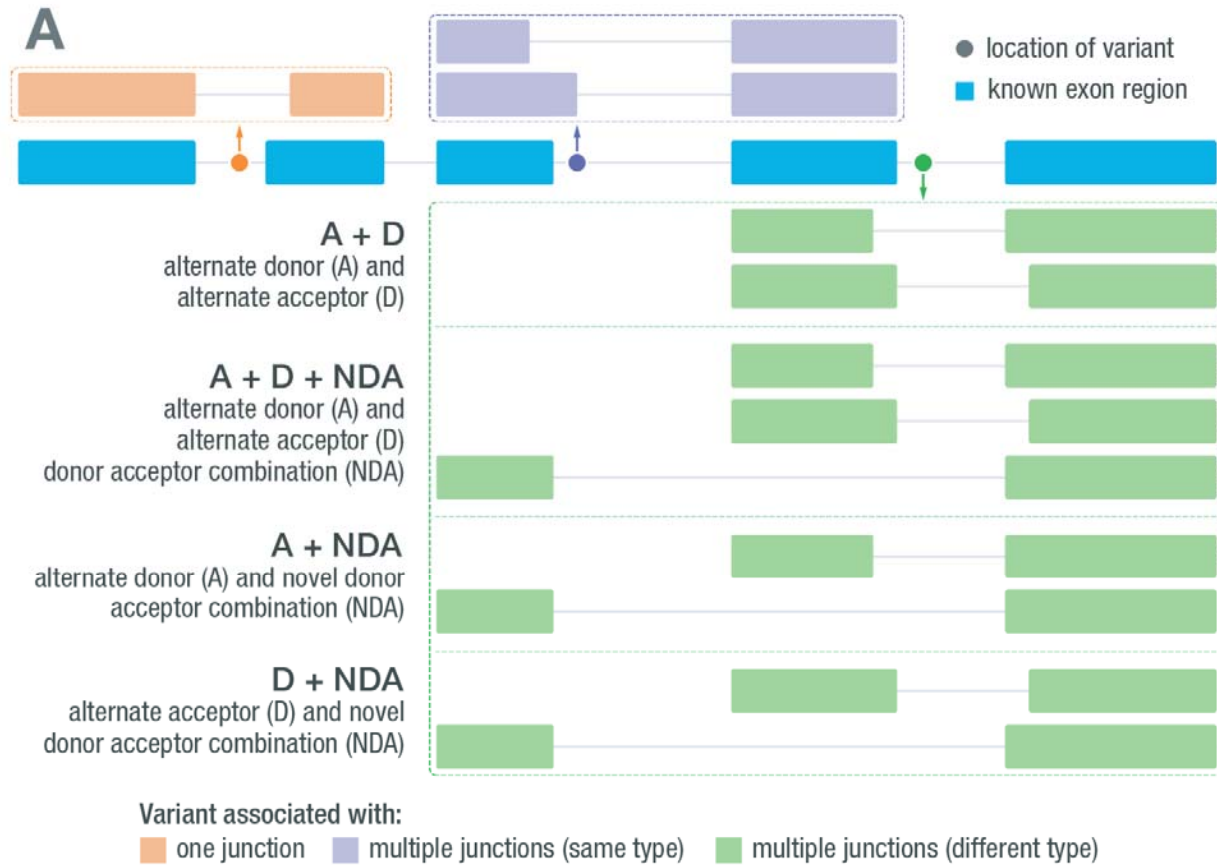 A
location of variant
known exon region
A + D
alternate donor (A) and
alternate acceptor (D)
A + D + NDA
alternate donor (A) and
alternate acceptor (D)
donor acceptor combination (NDA)
A + NDA
alternate donor (A) and novel donor
acceptor combination (NDA)
D + NDA
alternate acceptor (D) and novel
donor acceptor combination (NDA)
Variant associated with:
one junction multiple junctions (same type) multiple junctions (different type)